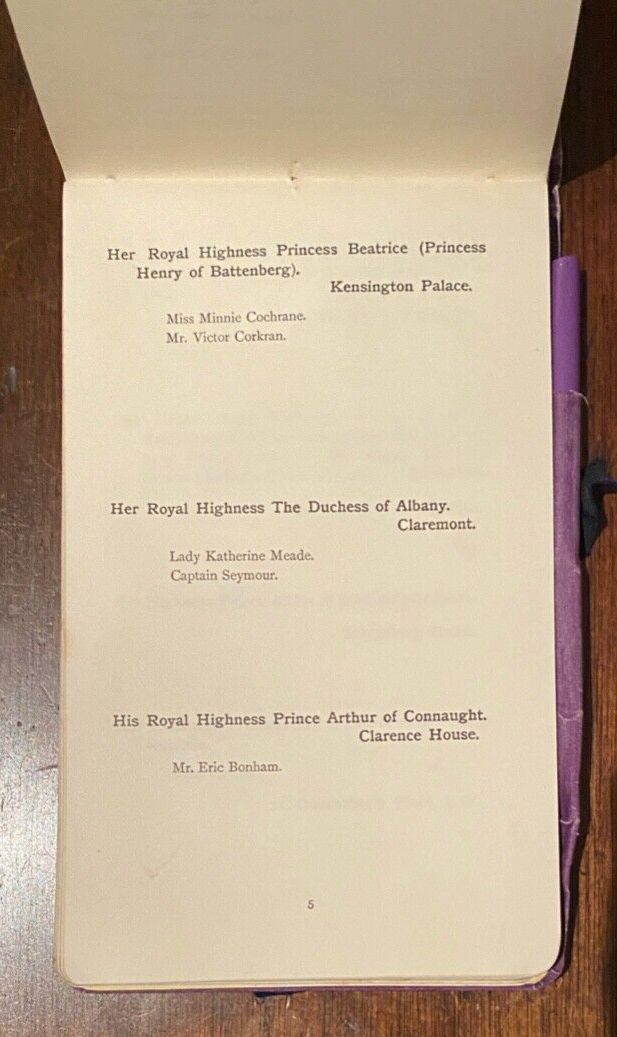 Her Royal Highness Princess Beatrice (Princess
Henry of Battenberg).
Kensington Palace.
Miss Minnie Cochrane.
Mr. Victor Corkran.
Her Royal Highness The Duchess of Albany.
Claremont.
Lady Katherine Meade.
Captain Seymour.
His Royal Highness Prince Arthur of Connaught.
Clarence House.
Mr. Eric Bonham.
5